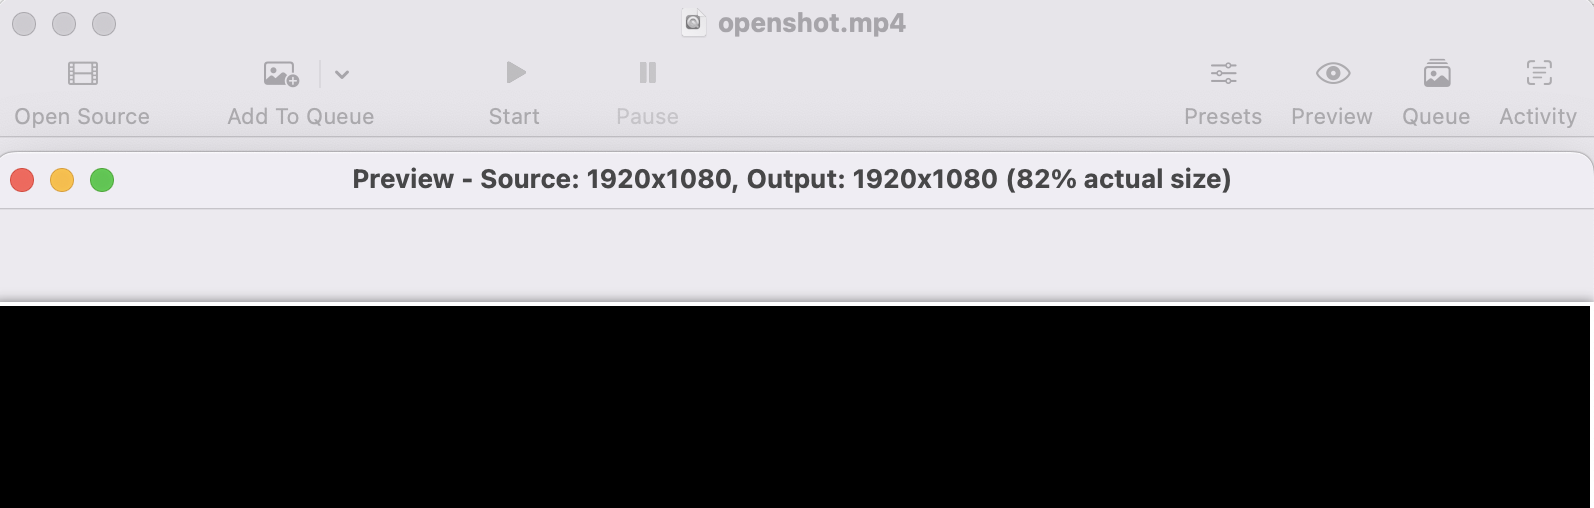 openshot.mp4
Open Source Add To Queue Start Pause Presets Preview Queue Activity
Preview - Source: 1920x1080, Output: 1920x1080 (82% actual size)